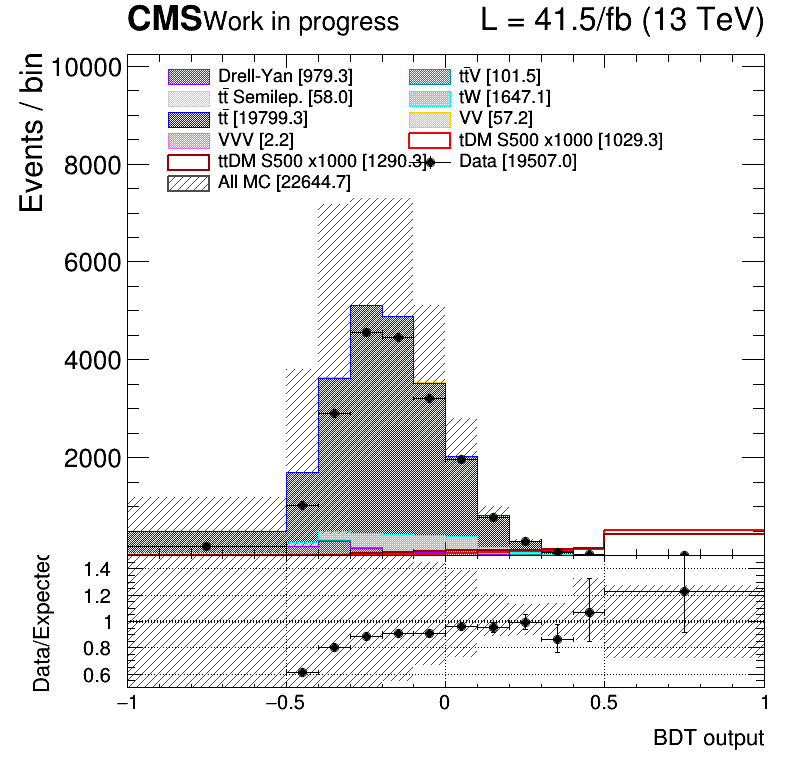 CMS Work in progress L = 41.5/fb (13 TeV)
Events / bin
10000
8000
6000
4000
2000
Drell-Yan [979.3] tt̄V [101.5]
tt̄ Semilep. [58.0] tW [1647.1]
tt̄ [19799.3] VV [57.2]
VVV [2.2] tDM S500 x1000 [1029.3]
ttDM S500 x1000 [1290.3] Data [19507.0]
All MC [22644.7]
Data/Expected
1.4
1.2
1
0.8
0.6
−1 −0.5 0 0.5 1
BDT output